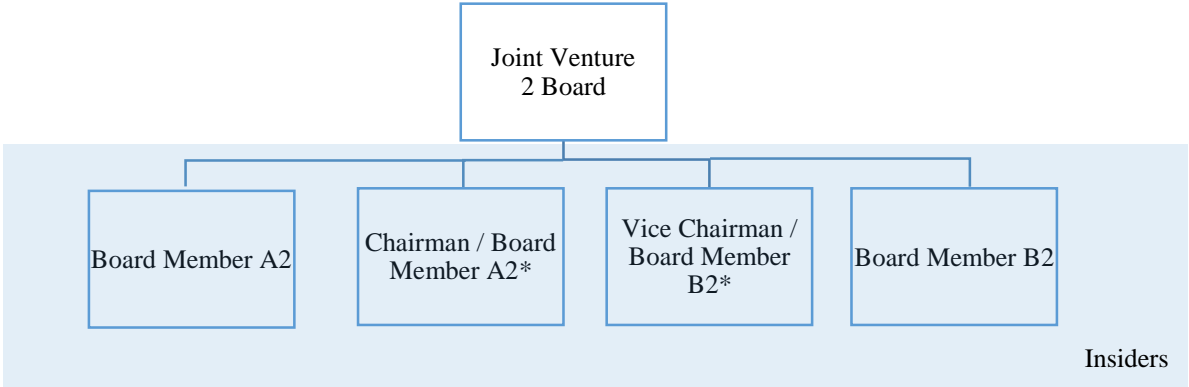 Joint Venture
2 Board
Board Member A2
Chairman / Board
Member A2*
Vice Chairman /
Board Member
B2*
Board Member B2
Insiders